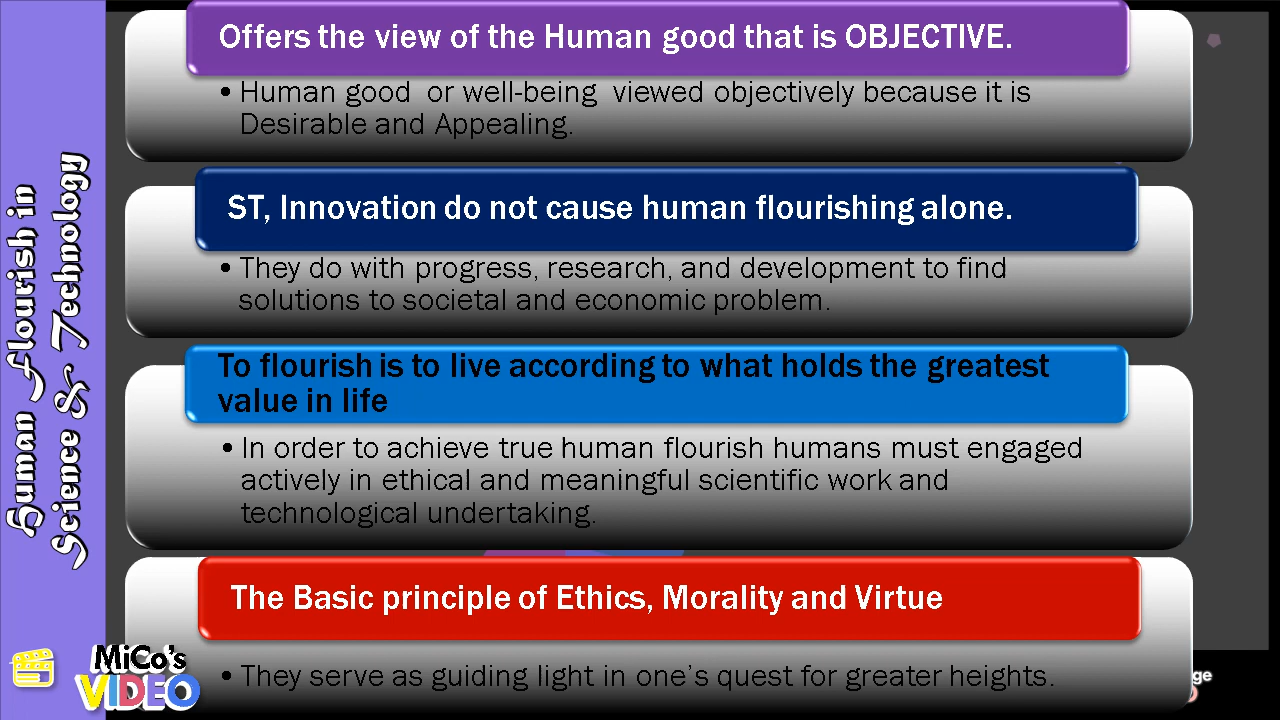 Human Flourish in
Science & Technology
Offers the view of the Human good that is OBJECTIVE.
• Human good or well-being viewed objectively because it is
Desirable and Appealing.
ST, Innovation do not cause human flourishing alone.
• They do with progress, research, and development to find
solutions to societal and economic problem.
To flourish is to live according to what holds the greatest
value in life
• In order to achieve true human flourish humans must engaged
actively in ethical and meaningful scientific work and
technological undertaking.
The Basic principle of Ethics, Morality and Virtue
• They serve as guiding light in one's quest for greater heights.
MiCo's
VIDEO